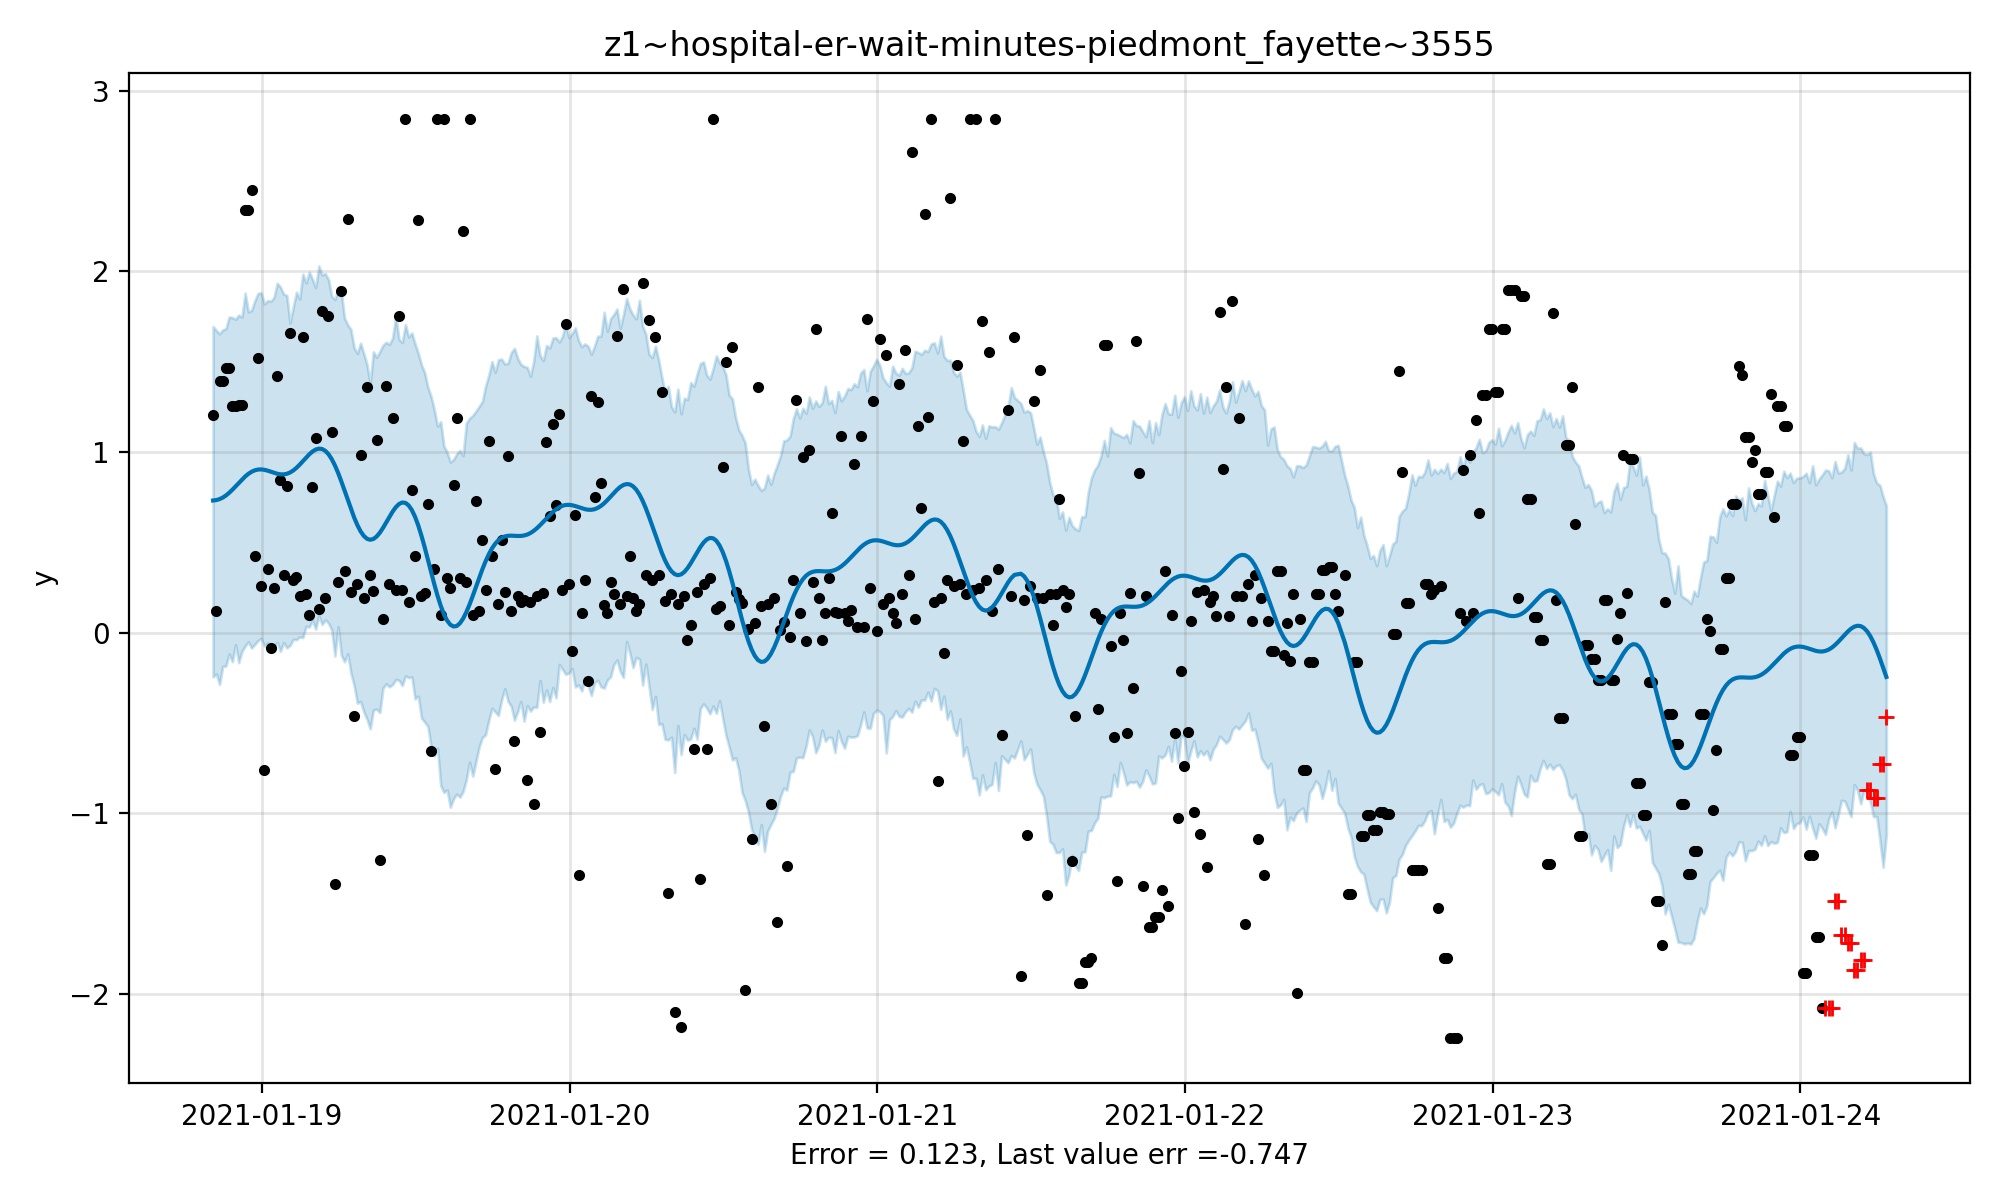 z1~hospital-er-wait-minutes-piedmont_fayette~3555
3
2
1
0
−1
−2
y
2021-01-19 2021-01-20 2021-01-21 2021-01-22 2021-01-23 2021-01-24
Error = 0.123, Last value err =-0.747